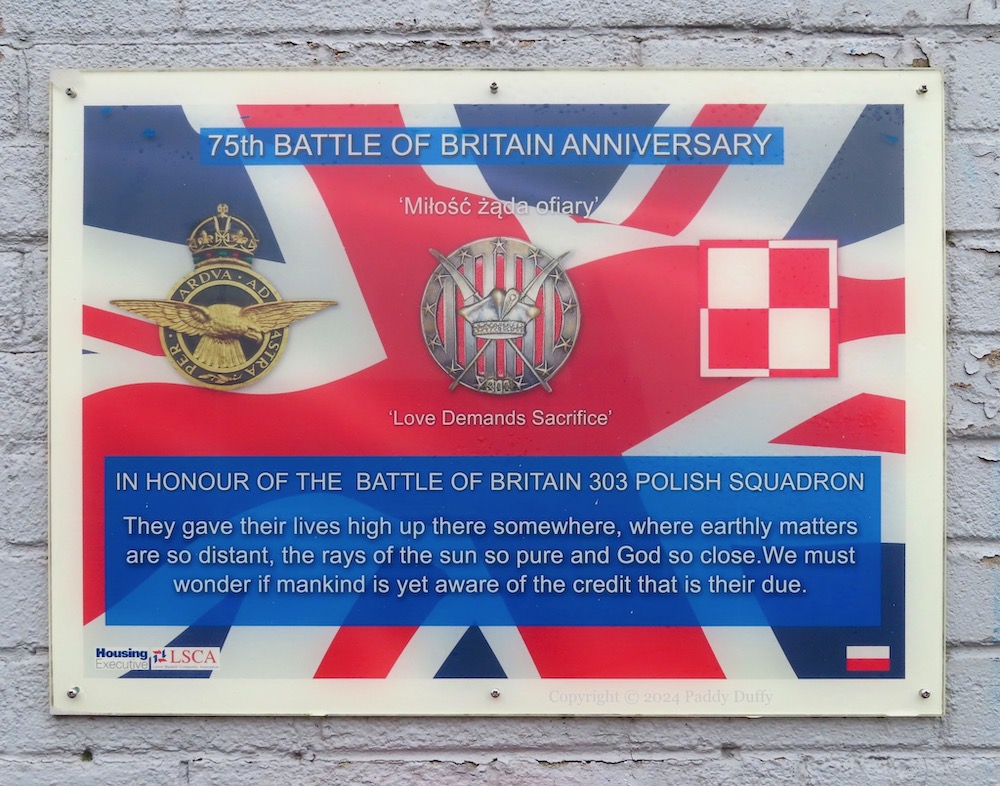 75th BATTLE OF BRITAIN ANNIVERSARY
‘Miłość żąda ofiary’
PER · ARDVA · AD ASTRA
303
‘Love Demands Sacrifice’
IN HONOUR OF THE BATTLE OF BRITAIN 303 POLISH SQUADRON
They gave their lives high up there somewhere, where earthly matters
are so distant, the rays of the sun so pure and God so close.We must
wonder if mankind is yet aware of the credit that is their due.
Housing
Executive
LSCA
Copyright © 2024 Paddy Duffy